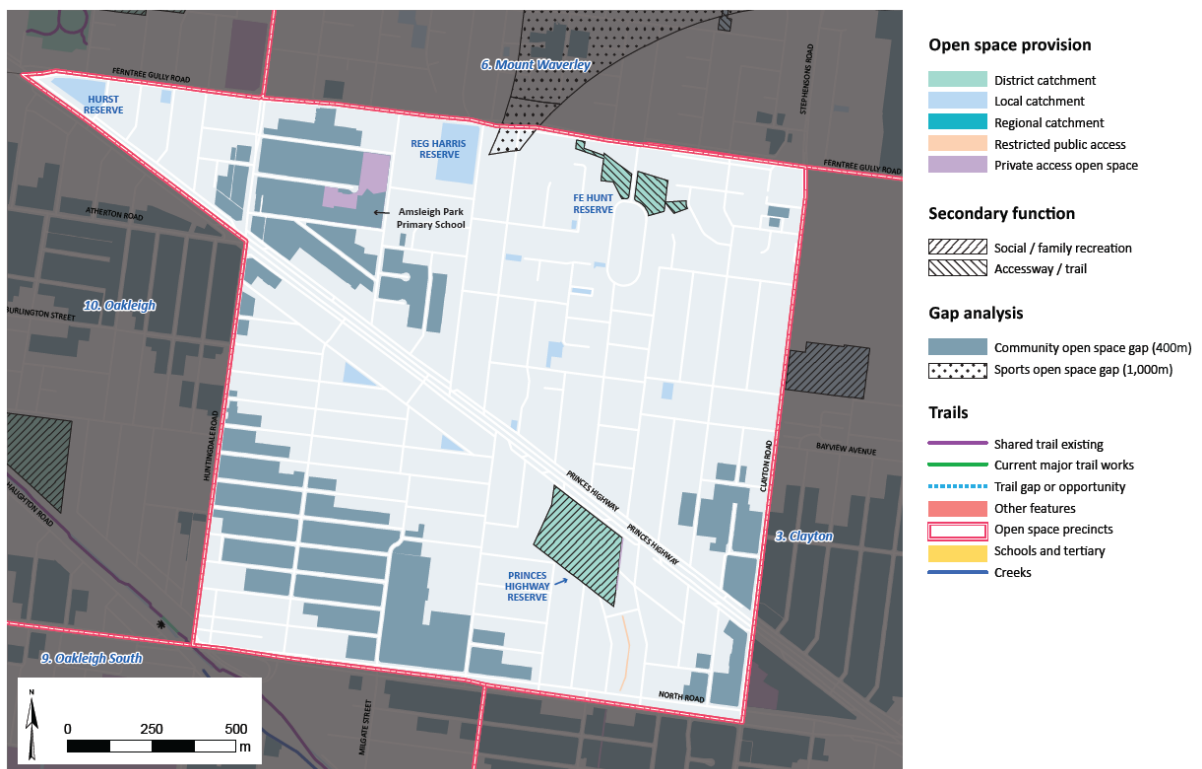 6. Mount Waverley
STEPHENSONS ROAD
FERNTREE GULLY ROAD
HURST
RESERVE
REG HARRIS
RESERVE
FERNTREE GULLY ROAD
FE HUNT
RESERVE
Amsleigh Park
Primary School
ATHERTON ROAD
10. Oakleigh
BURLINGTON STREET
HUNTINGDALE ROAD
CLAYTON ROAD
BAYVIEW AVENUE
PRINCES HIGHWAY
PRINCES HIGHWAY
HAUGHTON ROAD
3. Clayton
PRINCES
HIGHWAY
RESERVE
9. Oakleigh South
NORTH ROAD
MILGATE STREET
N
0 250 500
m
Open space provision
District catchment
Local catchment
Regional catchment
Restricted public access
Private access open space
Secondary function
Social / family recreation
Accessway / trail
Gap analysis
Community open space gap (400m)
Sports open space gap (1,000m)
Trails
Shared trail existing
Current major trail works
Trail gap or opportunity
Other features
Open space precincts
Schools and tertiary
Creeks